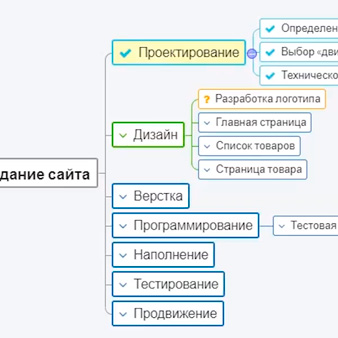 Проектирование
Определен
Выбор «дви
Техническо
Дизайн
Разработка логотипа
Главная страница
Список товаров
Страница товара
дание сайта
Верстка
Программирование
Тестовая
Наполнение
Тестирование
Продвижение